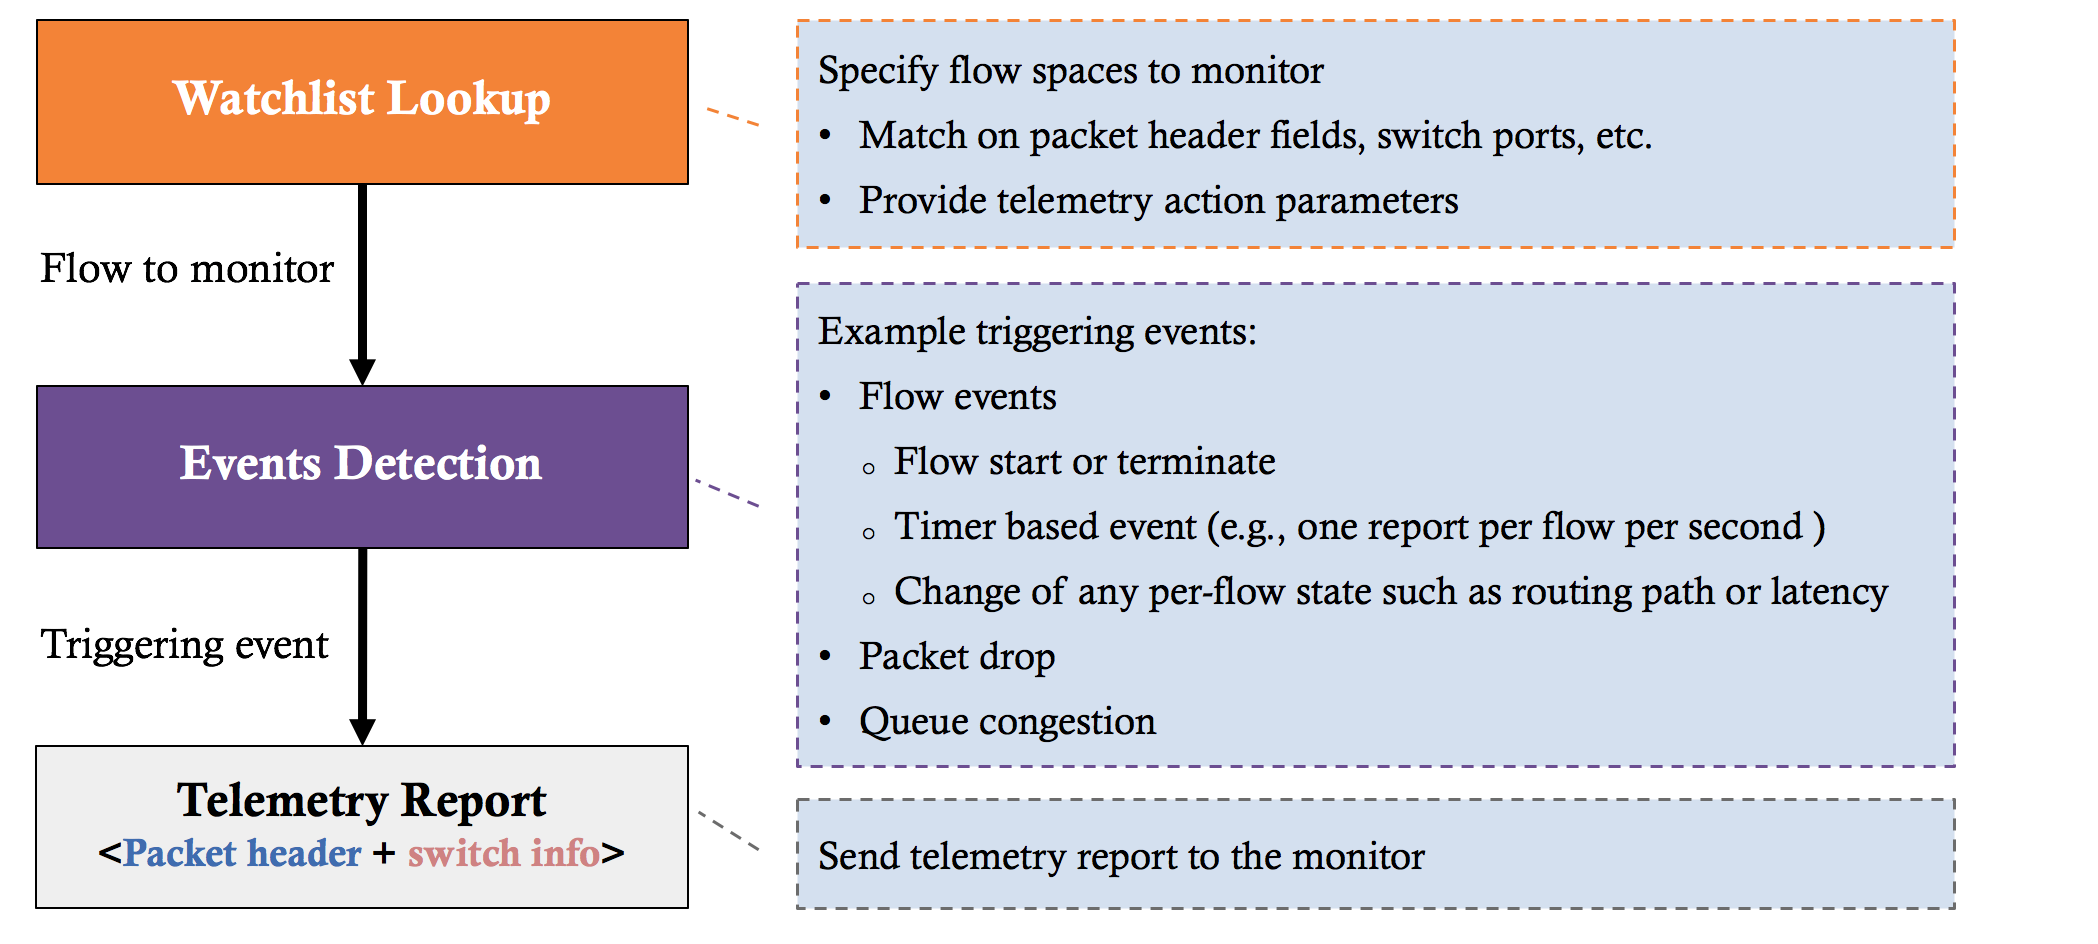 Watchlist Lookup
Specify flow spaces to monitor
• Match on packet header fields, switch ports, etc.
• Provide telemetry action parameters
Flow to monitor
Events Detection
Example triggering events:
• Flow events
○ Flow start or terminate
○ Timer based event (e.g., one report per flow per second )
○ Change of any per-flow state such as routing path or latency
• Packet drop
• Queue congestion
Triggering event
Telemetry Report
<Packet header + switch info>
Send telemetry report to the monitor